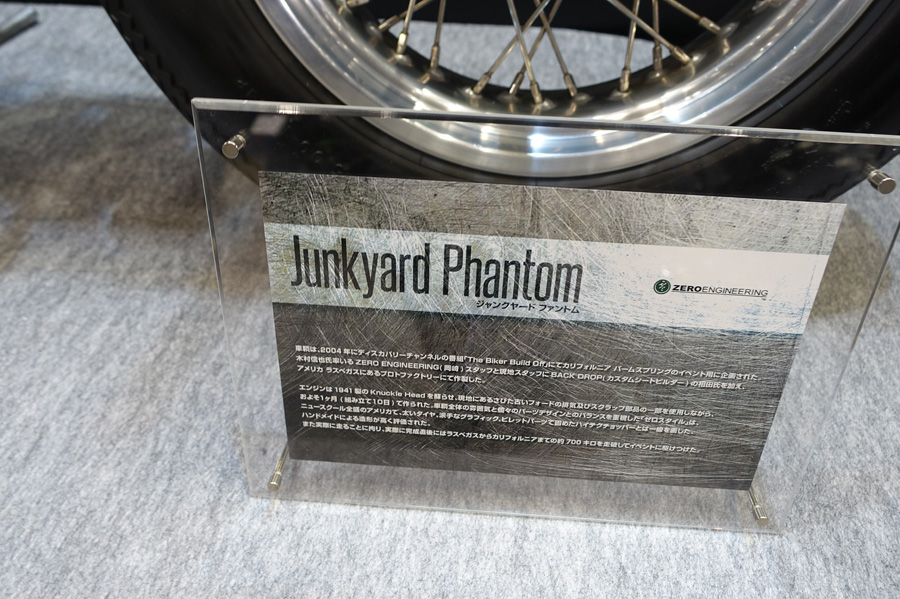 Junkyard Phantom
ジャンクヤード ファントム
ZEROENGINEERING
車輌は、2004年にディスカバリーチャンネルの番組「The Biker Build Off」にてカリフォルニア パームスプリングのイベント用に企画された
木村信也氏率いる ZERO ENGINEERING(岡崎)スタッフと現地スタッフに BACK DROP(カスタムシートビルダー)の相田氏を加え、
アメリカ ラスベガスにあるプロトファクトリーにて作製した。
エンジンは 1941 製の Knuckle Head を探らせ、現地にあるさびた古いフォードの排気及びスクラップ部品の一部を使用しながら、
およそ1ヶ月(組み立て10日)で作られた。車輌全体の雰囲気と個々のパーツデザインとのバランスを重視した「ゼロスタイル」は、
ニュースクール全盛のアメリカで、太いタイヤ、派手なグラフィック、ビレットパーツで固めたハイテクチョッパーとは一線を画した、
ハンドメイドによる造形が高く評価された。
また実際に走ることに拘り、実際に完成直後にはラスベガスからカリフォルニアまでの約 700 キロを走破してイベントに駆けつけた。